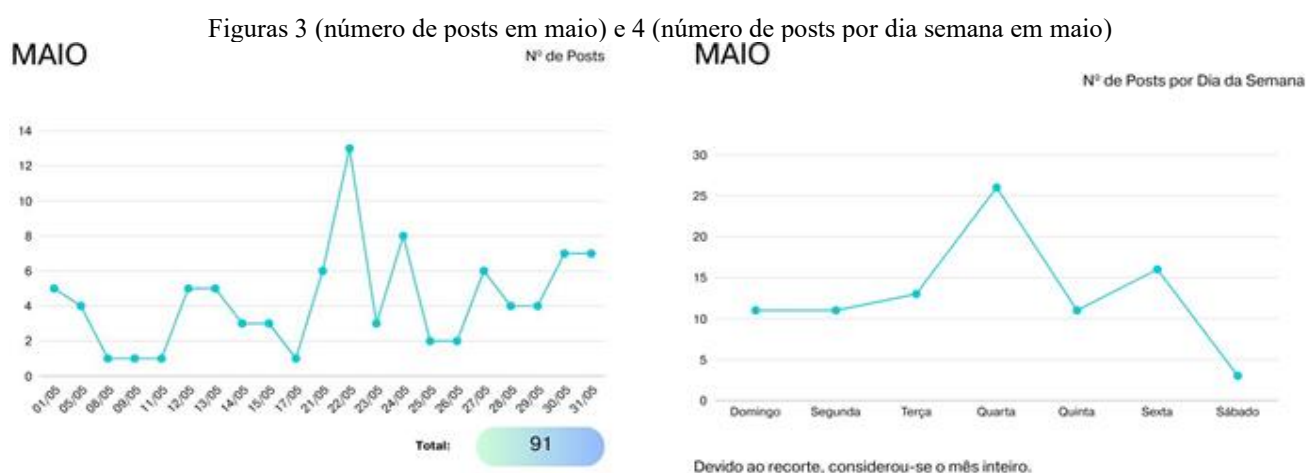 Figuras 3 (número de posts em maio) e 4 (número de posts por dia semana em maio)
MAIO
Nº de Posts
14
12
10
8
6
4
2
0
01/05 05/05 08/05 09/05 11/05 12/05 13/05 14/05 15/05 17/05 21/05 22/05 23/05 24/05 25/05 26/05 27/05 28/05 29/05 30/05 31/05
Total: 91
MAIO
Nº de Posts por Dia da Semana
30
25
20
15
10
5
0
Domingo Segunda Terça Quarta Quinta Sexta Sábado
Devido ao recorte, considerou-se o mês inteiro.